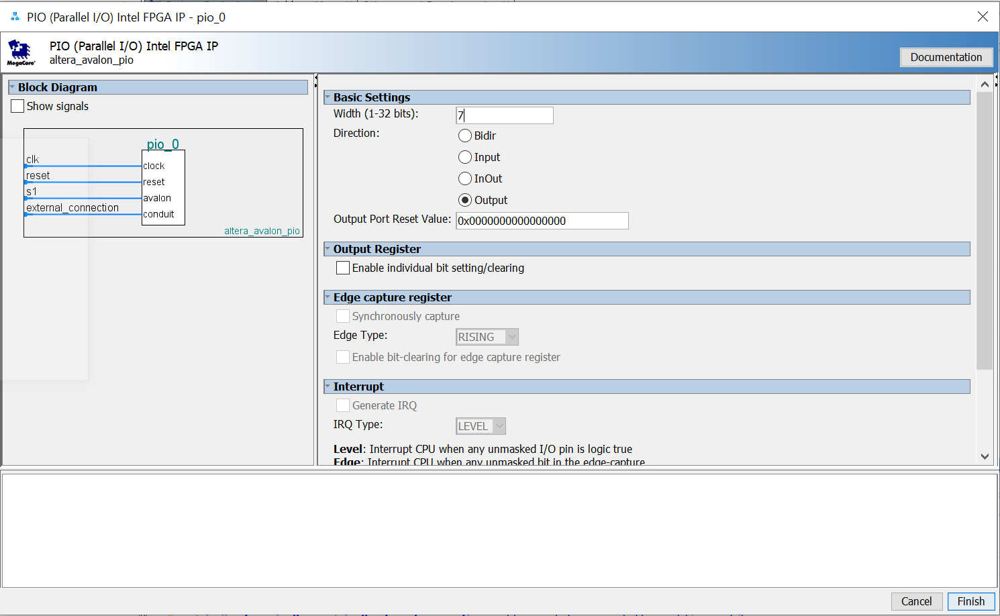 PIO (Parallel I/O) Intel FPGA IP - pio_0
PIO (Parallel I/O) Intel FPGA IP
altera_avalon_pio
MegaCore®
Documentation
Block Diagram
Show signals
pio_0
clk
clock
reset
reset
s1
avalon
external_connection
conduit
altera_avalon_pio
Basic Settings
Width (1-32 bits):
7
Direction:
Bidir
Input
InOut
Output
Output Port Reset Value:
0x0000000000000000
Output Register
Enable individual bit setting/clearing
Edge capture register
Synchronously capture
Edge Type:
RISING
Enable bit-clearing for edge capture register
Interrupt
Generate IRQ
IRQ Type:
LEVEL
Level: Interrupt CPU when any unmasked I/O pin is logic true
Edge: Interrupt CPU when any unmasked bit in the edge-capture
Cancel
Finish